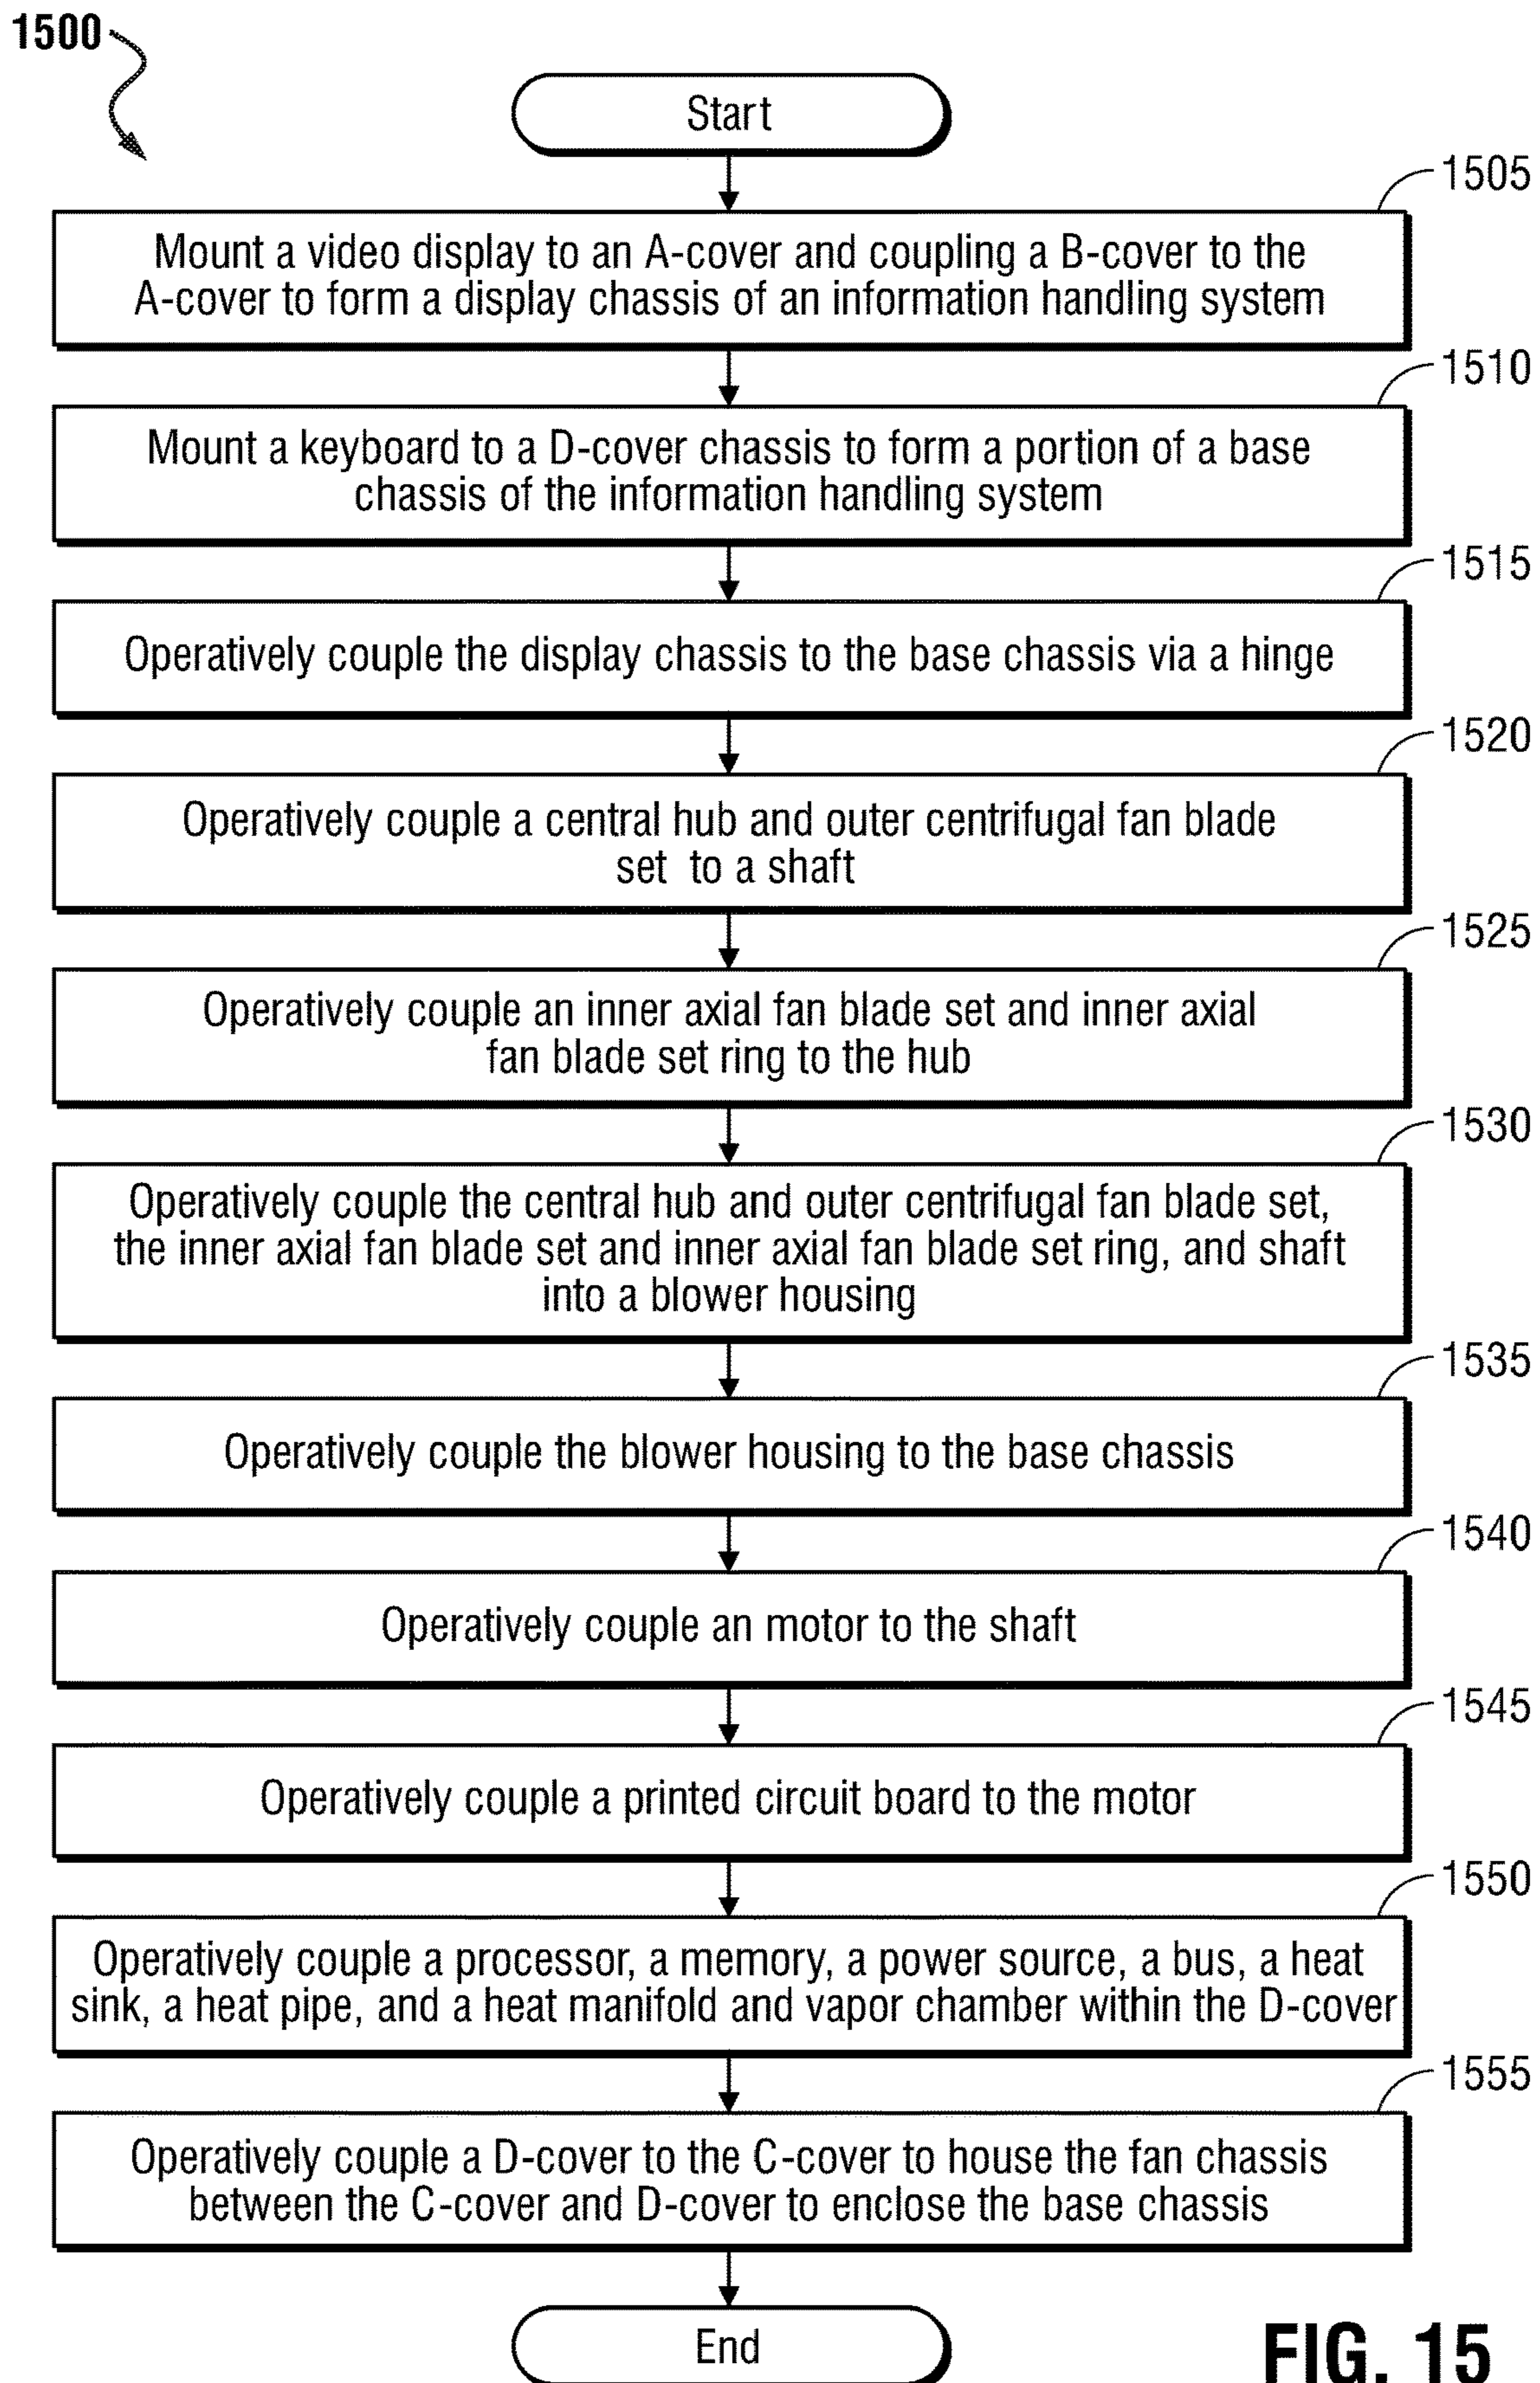 1500
Start
1505
Mount a video display to an A-cover and coupling a B-cover to the
A-cover to form a display chassis of an information handling system
1510
Mount a keyboard to a D-cover chassis to form a portion of a base
chassis of the information handling system
1515
Operatively couple the display chassis to the base chassis via a hinge
1520
Operatively couple a central hub and outer centrifugal fan blade
set to a shaft
1525
Operatively couple an inner axial fan blade set and inner axial
fan blade set ring to the hub
1530
Operatively couple the central hub and outer centrifugal fan blade set,
the inner axial fan blade set and inner axial fan blade set ring, and shaft
into a blower housing
1535
Operatively couple the blower housing to the base chassis
1540
Operatively couple an motor to the shaft
1545
Operatively couple a printed circuit board to the motor
1550
Operatively couple a processor, a memory, a power source, a bus, a heat
sink, a heat pipe, and a heat manifold and vapor chamber within the D-cover
1555
Operatively couple a D-cover to the C-cover to house the fan chassis
between the C-cover and D-cover to enclose the base chassis
End
FIG. 15